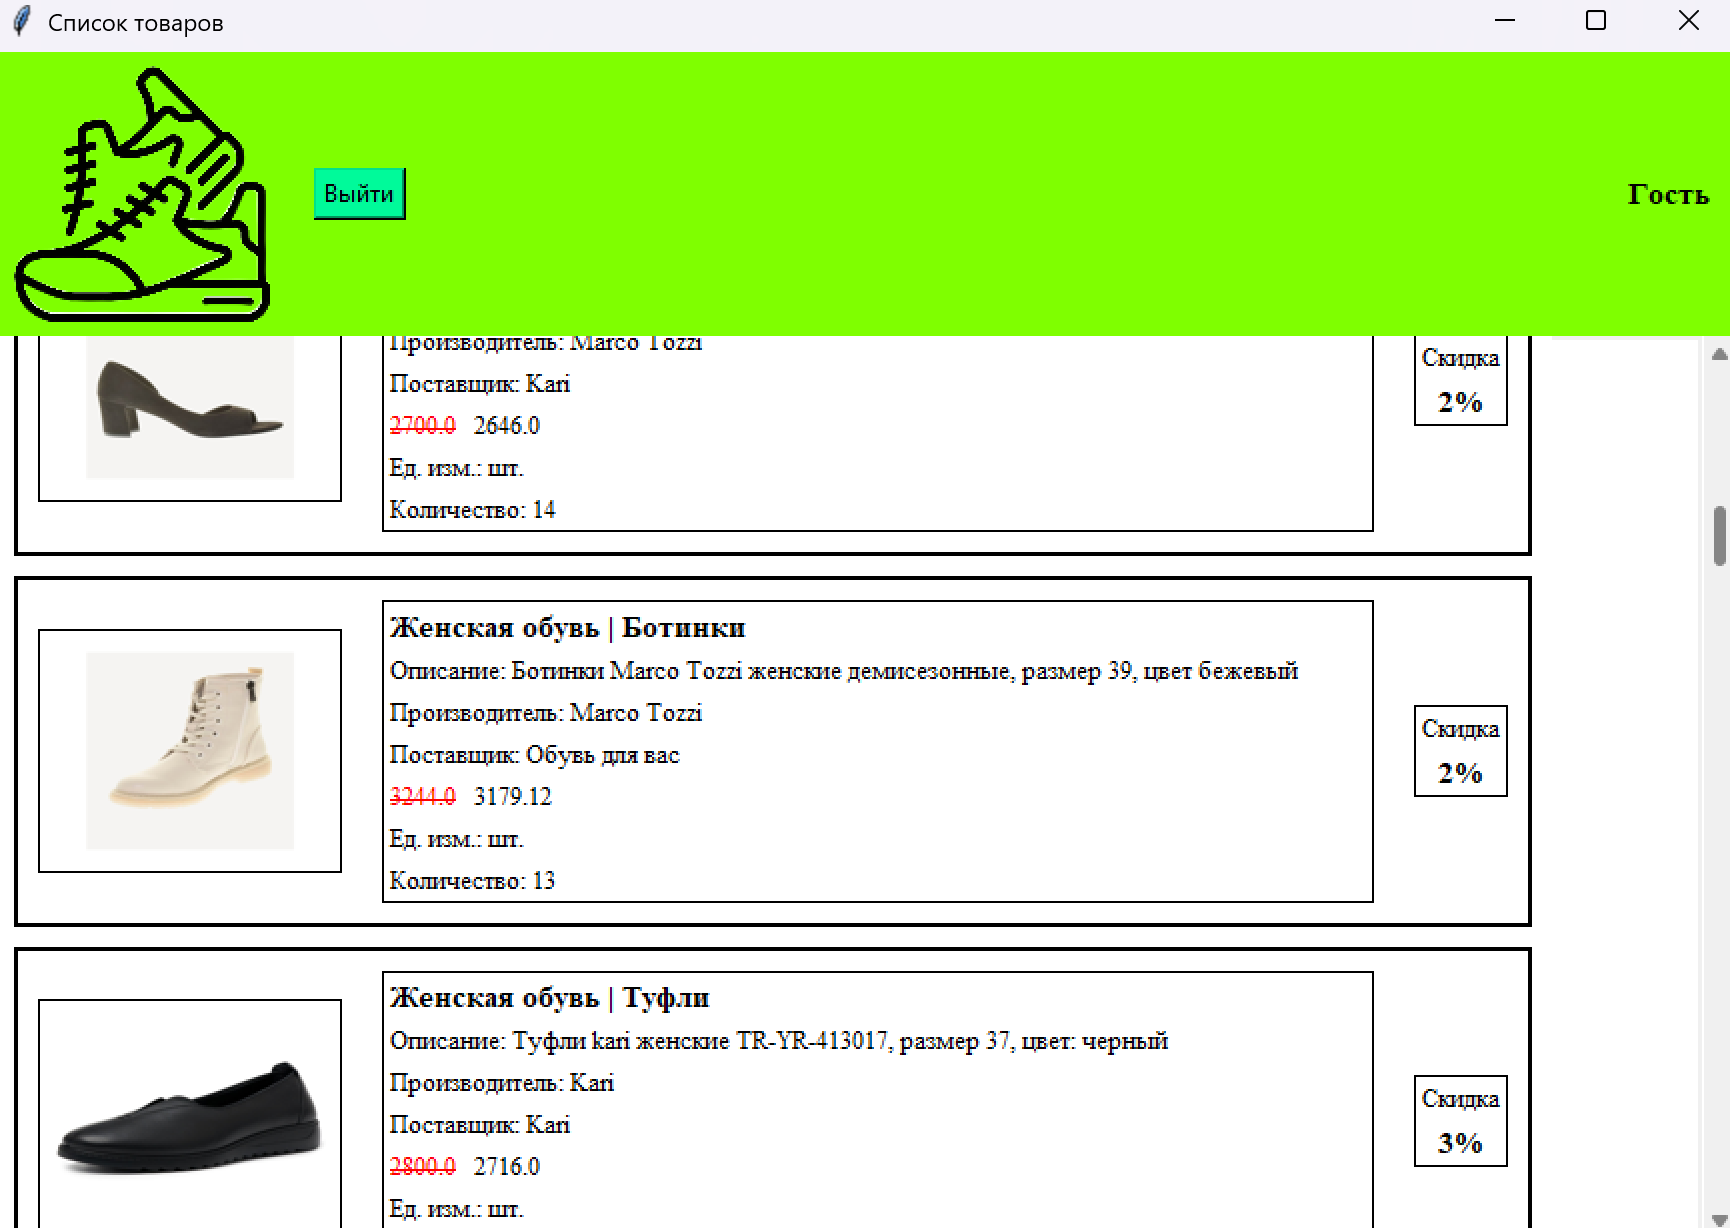 Список товаров
Выйти
Гость
Производитель: Marco Tozzi
Поставщик: Kari
2700.0 2646.0
Ед. изм.: шт.
Количество: 14
Скидка
2%
Женская обувь | Ботинки
Описание: Ботинки Marco Tozzi женские демисезонные, размер 39, цвет бежевый
Производитель: Marco Tozzi
Поставщик: Обувь для вас
3244.0 3179.12
Ед. изм.: шт.
Количество: 13
Скидка
2%
Женская обувь | Туфли
Описание: Туфли kari женские TR-YR-413017, размер 37, цвет: черный
Производитель: Kari
Поставщик: Kari
2800.0 2716.0
Ед. изм.: шт.
Скидка
3%